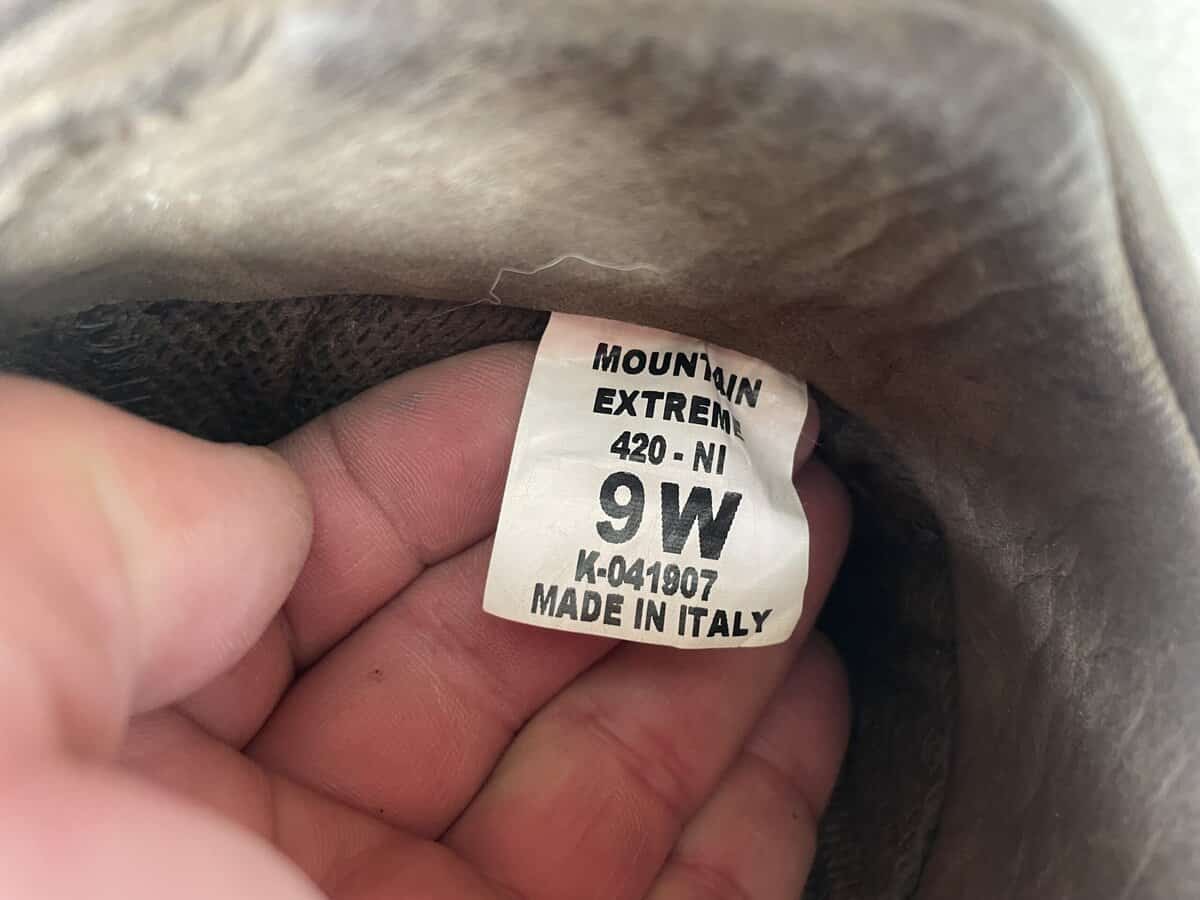 MOUNTAIN
EXTREME
420 - NI
9W
K-041907
MADE IN ITALY